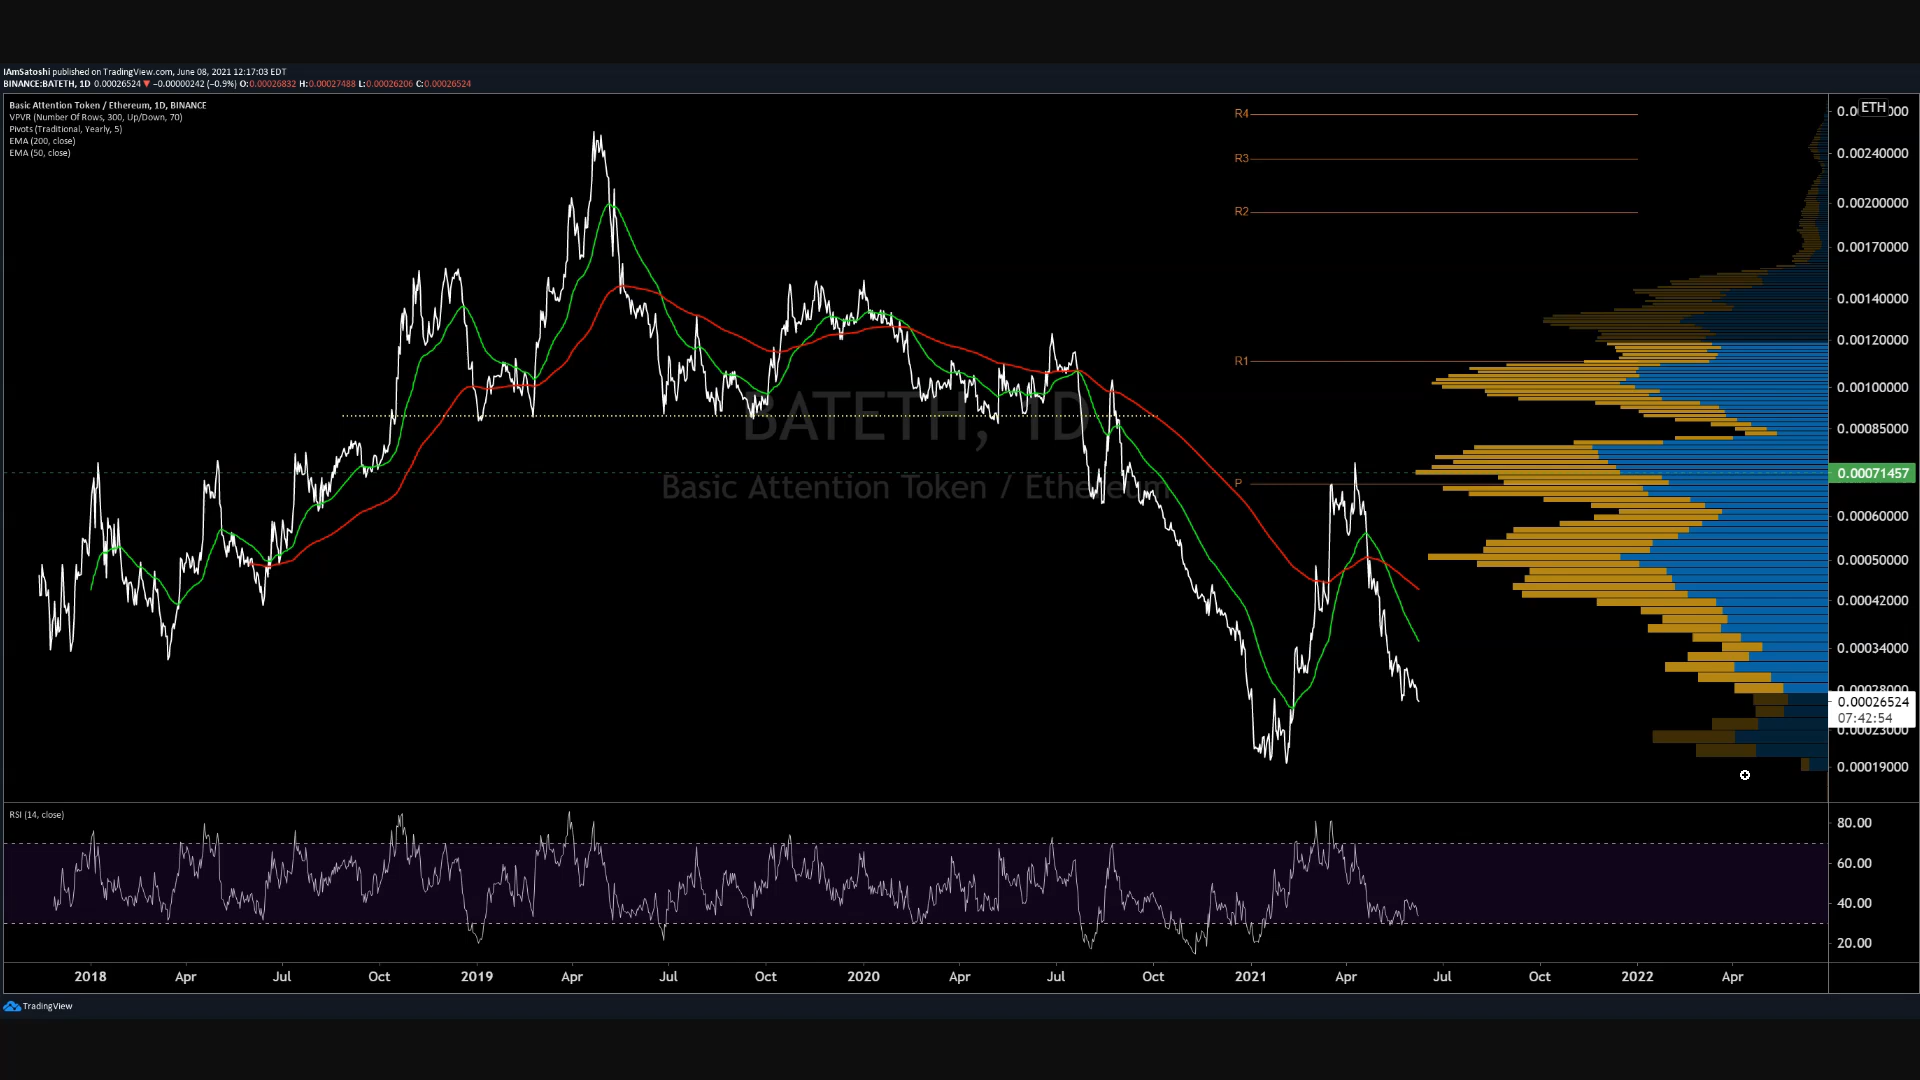 IAmSatoshi published on TradingView.com, June 08, 2021 12:17:03 EDT
BINANCE:BATETH, 1D 0.00026524 ▼ −0.00000242 (−0.9%) O:0.00026832 H:0.00027488 L:0.00026206 C:0.00026524
Basic Attention Token / Ethereum, 1D, BINANCE
VPVR (Number Of Rows, 300, Up/Down, 70)
Pivots (Traditional, Yearly, 5)
EMA (200, close)
EMA (50, close)
ETH
R4
R3
0.00240000
R2
0.00200000
0.00170000
0.00140000
0.00120000
R1
0.00100000
BATETH, 1D
0.00085000
0.00071457
Basic Attention Token / Ethereum
P
0.00060000
0.00050000
0.00042000
0.00034000
0.00028000
0.00026524
07:42:54
0.00023000
0.00019000
RSI (14, close)
80.00
60.00
40.00
20.00
2018 Apr Jul Oct 2019 Apr Jul Oct 2020 Apr Jul Oct 2021 Apr Jul Oct 2022 Apr
TradingView